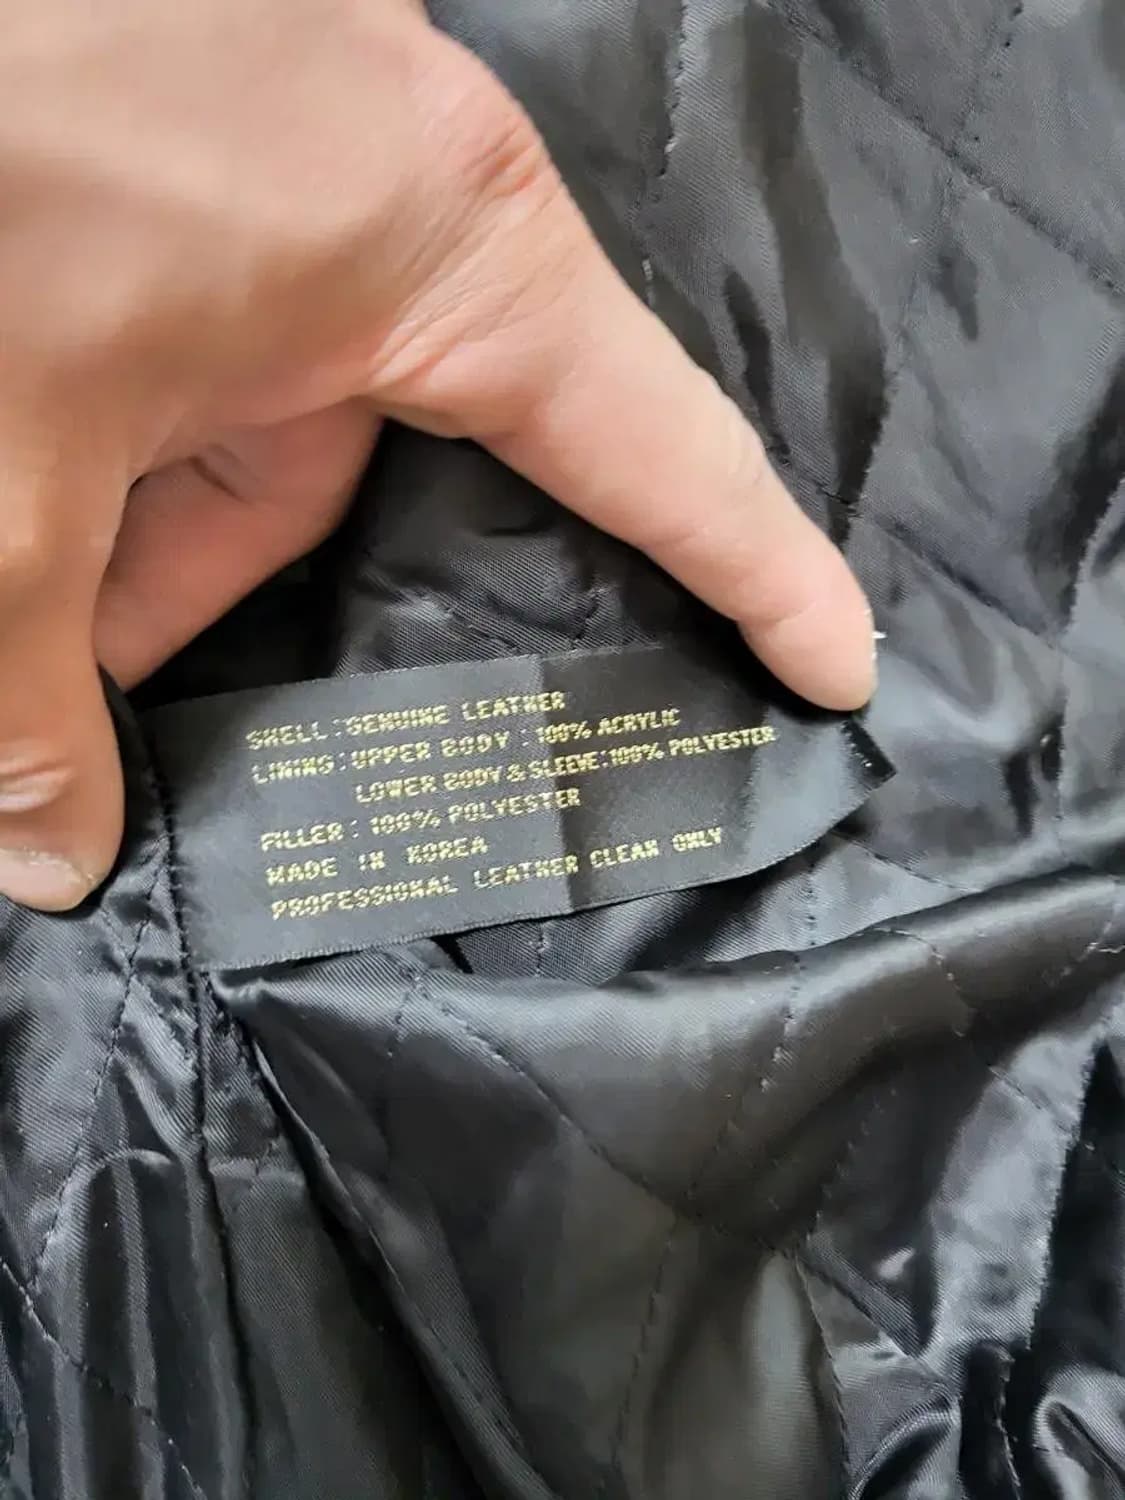 SHELL : GENUINE LEATHER
LINING : UPPER BODY : 100% ACRYLIC
LOWER BODY & SLEEVE : 100% POLYESTER
FILLER : 100% POLYESTER
MADE IN KOREA
PROFESSIONAL LEATHER CLEAN ONLY